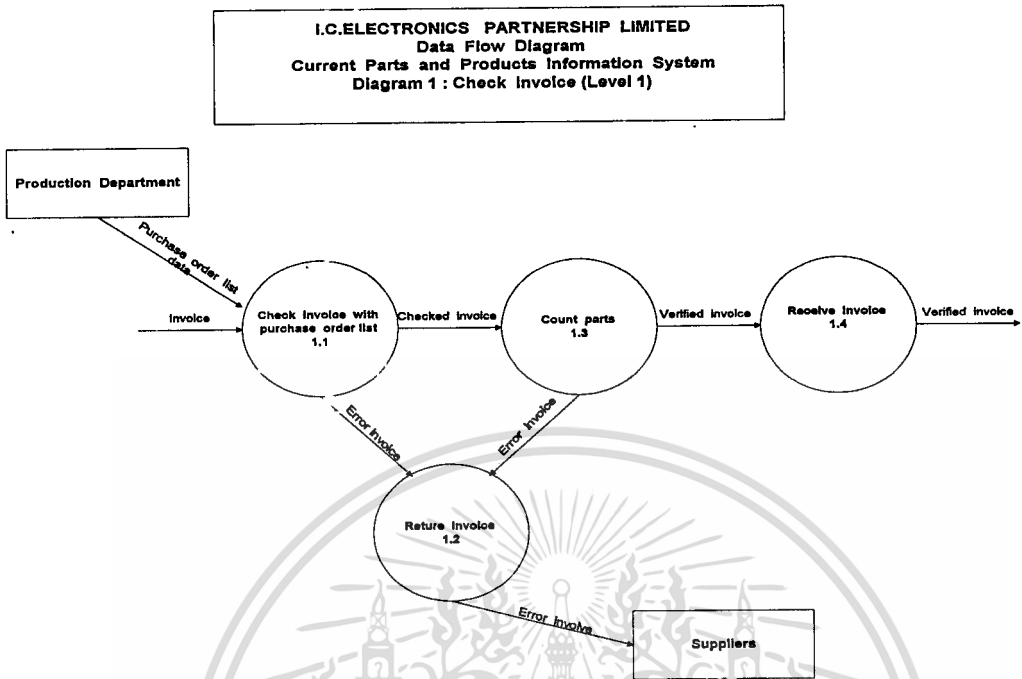 I.C.ELECTRONICS PARTNERSHIP LIMITED
Data Flow Diagram
Current Parts and Products Information System
Diagram 1 : Check Invoice (Level 1)
Production Department
Purchase order list
data
Invoice
Check Invoice with
purchase order list
1.1
Checked invoice
Count parts
1.3
Verified invoice
Receive Invoice
1.4
Verified invoice
Error Invoice
Error Invoice
Reture Invoice
1.2
Error Involve
Suppliers